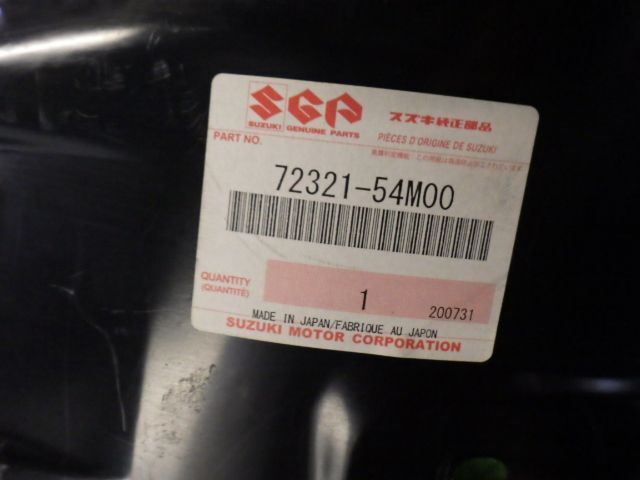 SGP
SUZUKI GENUINE PARTS
スズキ純正部品
PART NO.
PIÈCES D'ORIGINE DE SUZUKI
72321-54M00
QUANTITY
(QUANTITÉ)
1
200731
MADE IN JAPAN/FABRIQUE AU JAPON
SUZUKI MOTOR CORPORATION